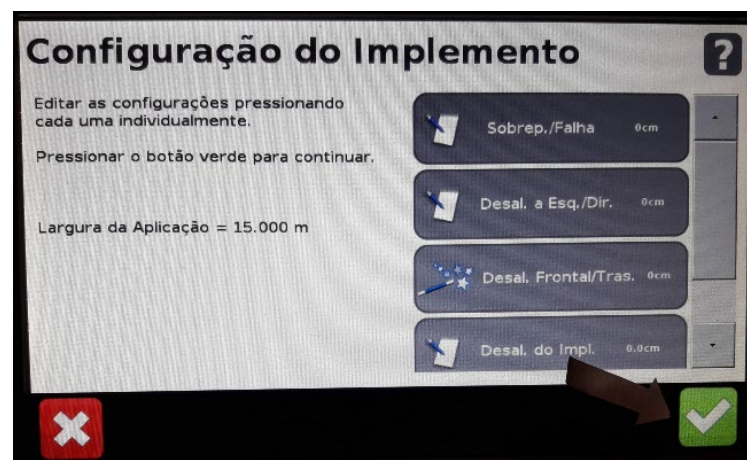 Configuração do Implemento
?
Editar as configurações pressionando
cada uma individualmente.
Pressionar o botão verde para continuar.
Largura da Aplicação = 15.000 m
Sobrep./Falha 0cm
Desal. a Esq./Dir. 0cm
Desal. Frontal/Tras. 0cm
Desal. do Impl. 0.0cm